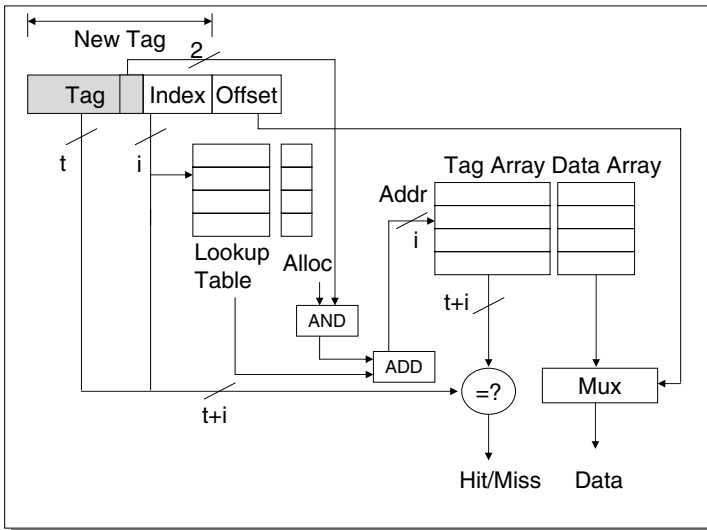 New Tag
2
Tag
Index
Offset
t
i
Tag Array
Data Array
Addr
i
Lookup
Table
Alloc
t+i
AND
ADD
t+i
=?
Mux
Hit/Miss
Data